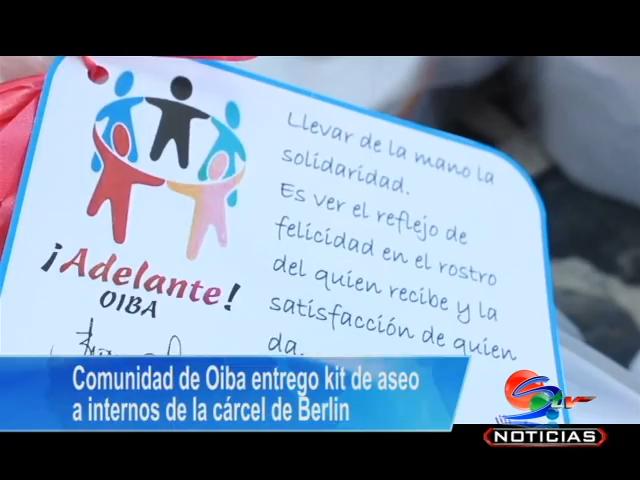 Llevar de la mano la
solidaridad.
Es ver el reflejo de
felicidad en el rostro
del quien recibe y la
satisfacción de quien
da.
¡Adelante!
OIBA
Comunidad de Oiba entrego kit de aseo
a internos de la cárcel de Berlin
NOTICIAS